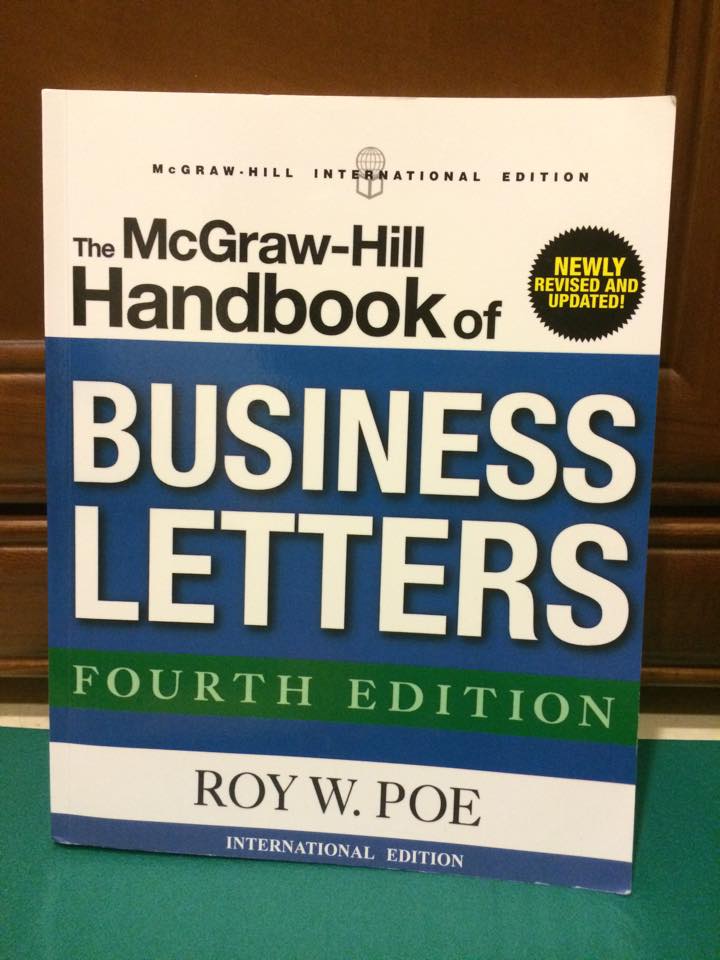 McGRAW-HILL INTERNATIONAL EDITION
The McGraw-Hill
Handbook of
NEWLY
REVISED AND
UPDATED!
BUSINESS
LETTERS
FOURTH EDITION
ROY W. POE
INTERNATIONAL EDITION